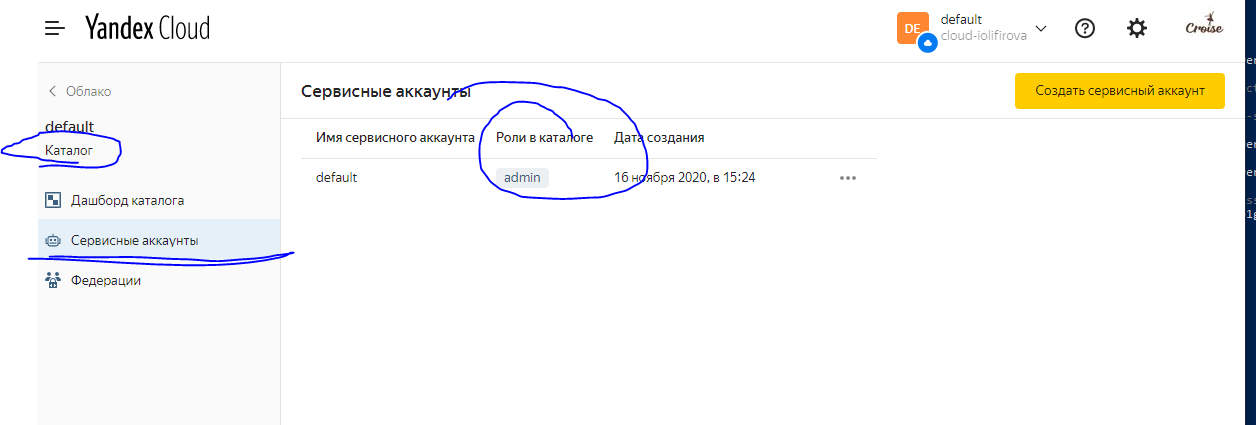 Yandex Cloud
DE
default
cloud-iolifirova
Croise
Облако
default
Каталог
Дашборд каталога
Сервисные аккаунты
Федерации
Сервисные аккаунты
Создать сервисный аккаунт
Имя сервисного аккаунта Роли в каталоге Дата создания
default admin 16 ноября 2020, в 15:24